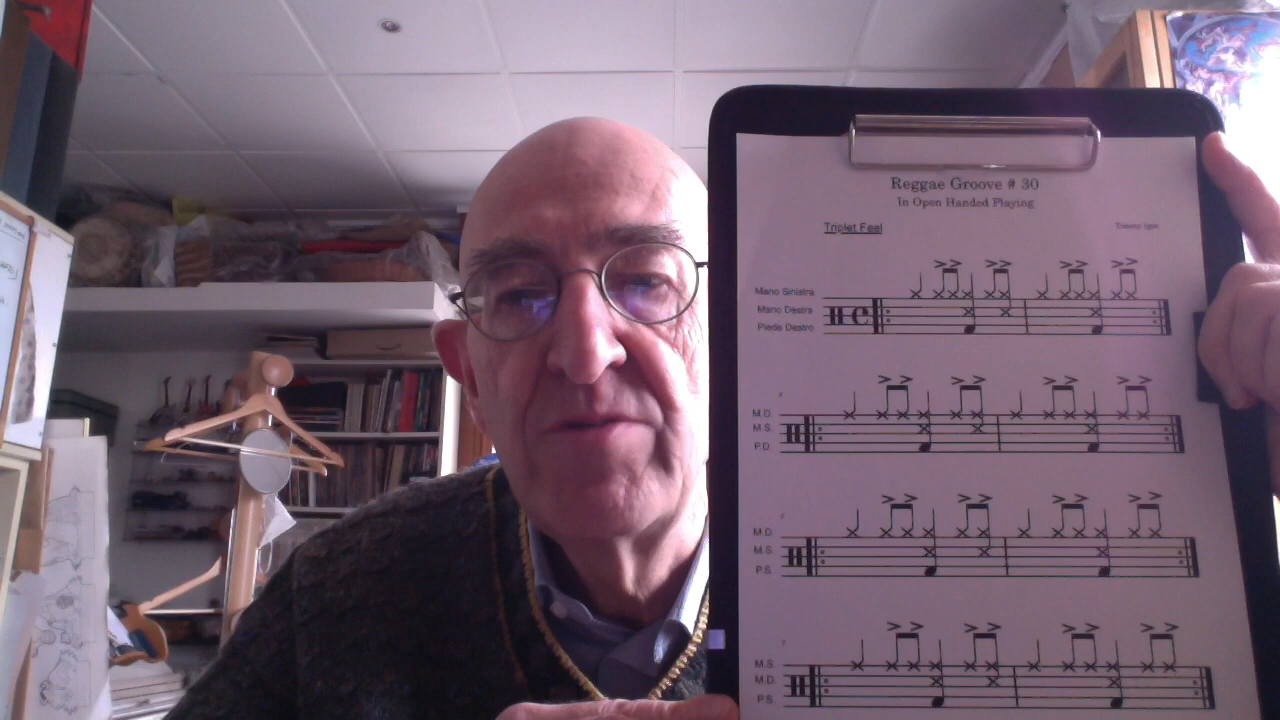 Reggae Groove # 30
In Open Handed Playing
Triplet Feel
Mano Sinistra
Mano Destra
Piede Destro
M.D.
M.S.
P.D.
M.D.
M.S.
P.S.
M.S.
M.D.
P.S.